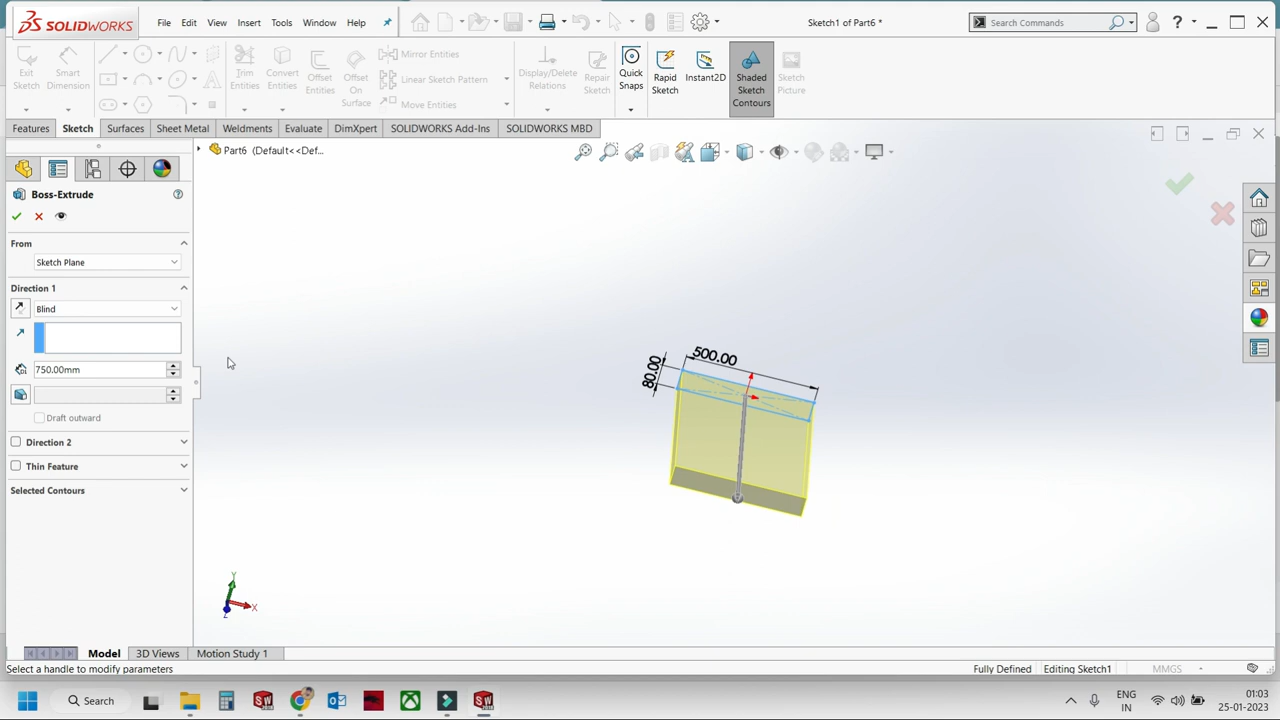 SOLIDWORKS File Edit View Insert Tools Window Help Sketch1 of Part6 * Search Commands ?
Exit Sketch Smart Dimension Trim Entities Convert Entities Offset Entities Offset On Surface Mirror Entities Linear Sketch Pattern Move Entities Display/Delete Relations Repair Sketch Quick Snaps Rapid Sketch Instant2D Shaded Sketch Contours Sketch Picture
Features Sketch Surfaces Sheet Metal Weldments Evaluate DimXpert SOLIDWORKS Add-Ins SOLIDWORKS MBD
Part6 (Default<<Def...
Boss-Extrude ?
From
Sketch Plane
Direction 1
Blind
750.00mm
Draft outward
Direction 2
Thin Feature
Selected Contours
500.00
80.00
Y
X
Z
Model 3D Views Motion Study 1
Select a handle to modify parameters Fully Defined Editing Sketch1 MMGS
Search ENG IN 01:03 25-01-2023